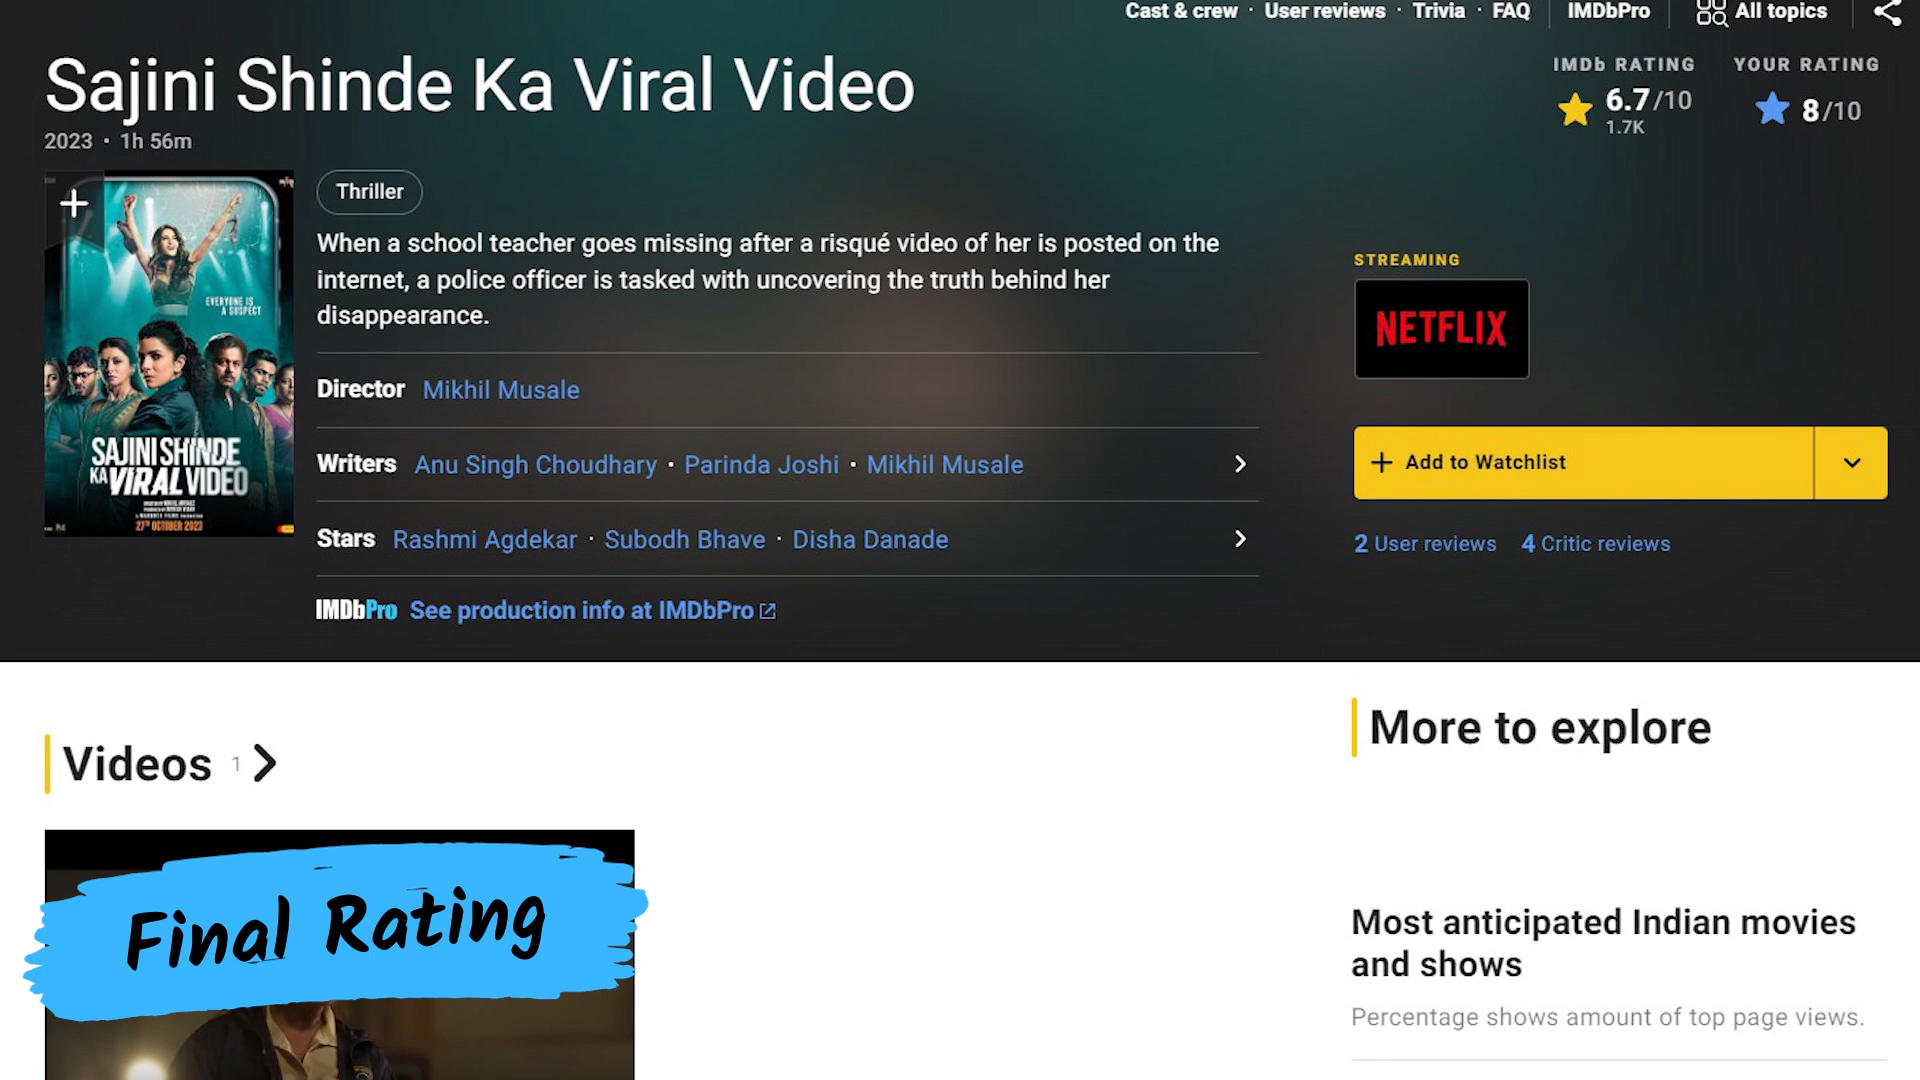 Cast & crew · User reviews · Trivia · FAQ IMDbPro All topics
Sajini Shinde Ka Viral Video
2023 · 1h 56m
IMDb RATING
6.7/10
1.7K
YOUR RATING
8/10
EVERYONE IS
A SUSPECT
SAJINI SHINDE
KA VIRAL VIDEO
27TH OCTOBER 2023
Thriller
When a school teacher goes missing after a risqué video of her is posted on the
internet, a police officer is tasked with uncovering the truth behind her
disappearance.
Director Mikhil Musale
Writers Anu Singh Choudhary · Parinda Joshi · Mikhil Musale
Stars Rashmi Agdekar · Subodh Bhave · Disha Danade
IMDbPro See production info at IMDbPro
STREAMING
NETFLIX
+ Add to Watchlist
2 User reviews 4 Critic reviews
Videos 1
Final Rating
More to explore
Most anticipated Indian movies
and shows
Percentage shows amount of top page views.